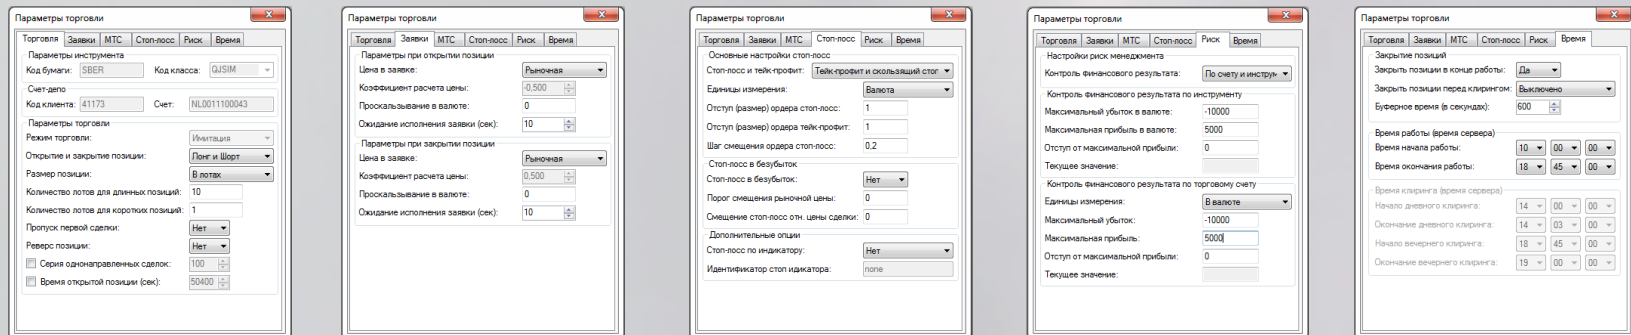 Параметры торговли
Торговля Заявки МТС Стоп-лосс Риск Время
Параметры инструмента
Код бумаги: SBER Код класса: QJSIM
Счет-депо
Код клиента: 41173 Счет: NL0011100043
Параметры торговли
Режим торговли: Имитация
Открытие и закрытие позиции: Лонг и Шорт
Размер позиции: В лотах
Количество лотов для длинных позиций: 10
Количество лотов для коротких позиций: 1
Пропуск первой сделки: Нет
Реверс позиции: Нет
Серия однонаправленных сделок: 100
Время открытой позиции (сек): 50400
Параметры торговли
Торговля Заявки МТС Стоп-лосс Риск Время
Параметры при открытии позиции
Цена в заявке: Рыночная
Коэффициент расчета цены: -0,500
Проскальзывание в валюте: 0
Ожидание исполнения заявки (сек): 10
Параметры при закрытии позиции
Цена в заявке: Рыночная
Коэффициент расчета цены: 0,500
Проскальзывание в валюте: 0
Ожидание исполнения заявки (сек): 10
Параметры торговли
Торговля Заявки МТС Стоп-лосс Риск Время
Основные настройки стоп-лосс
Стоп-лосс и тейк-профит: Тейк-профит и скользящий стоп
Единицы измерения: Валюта
Отступ (размер) ордера стоп-лосс: 1
Отступ (размер) ордера тейк-профит: 1
Шаг смещения ордера стоп-лосс: 0,2
Стоп-лосс в безубыток
Стоп-лосс в безубыток: Нет
Порог смещения рыночной цены: 0
Смещение стоп-лосс отн. цены сделки: 0
Дополнительные опции
Стоп-лосс по индикатору: Нет
Идентификатор стоп идикатора: none
Параметры торговли
Торговля Заявки МТС Стоп-лосс Риск Время
Настройки риск менеджмента
Контроль финансового результата: По счету и инструм
Контроль финансового результата по инструменту
Максимальный убыток в валюте: -10000
Максимальная прибыль в валюте: 5000
Отступ от максимальной прибыли: 0
Текущее значение:
Контроль финансового результата по торговому счету
Единицы измерения: В валюте
Максимальный убыток: -10000
Максимальная прибыль: 5000
Отступ от максимальной прибыли: 0
Текущее значение:
Параметры торговли
Торговля Заявки МТС Стоп-лосс Риск Время
Закрытие позиций
Закрыть позиции в конце работы: Да
Закрыть позиции перед клирингом: Выключено
Буферное время (в секундах): 600
Время работы (время сервера)
Время начала работы: 10 00 00
Время окончания работы: 18 45 00
Время клиринга (время сервера)
Начало дневного клиринга: 14 00 00
Окончание дневного клиринга: 14 03 00
Начало вечернего клиринга: 18 45 00
Окончание вечернего клиринга: 19 00 00